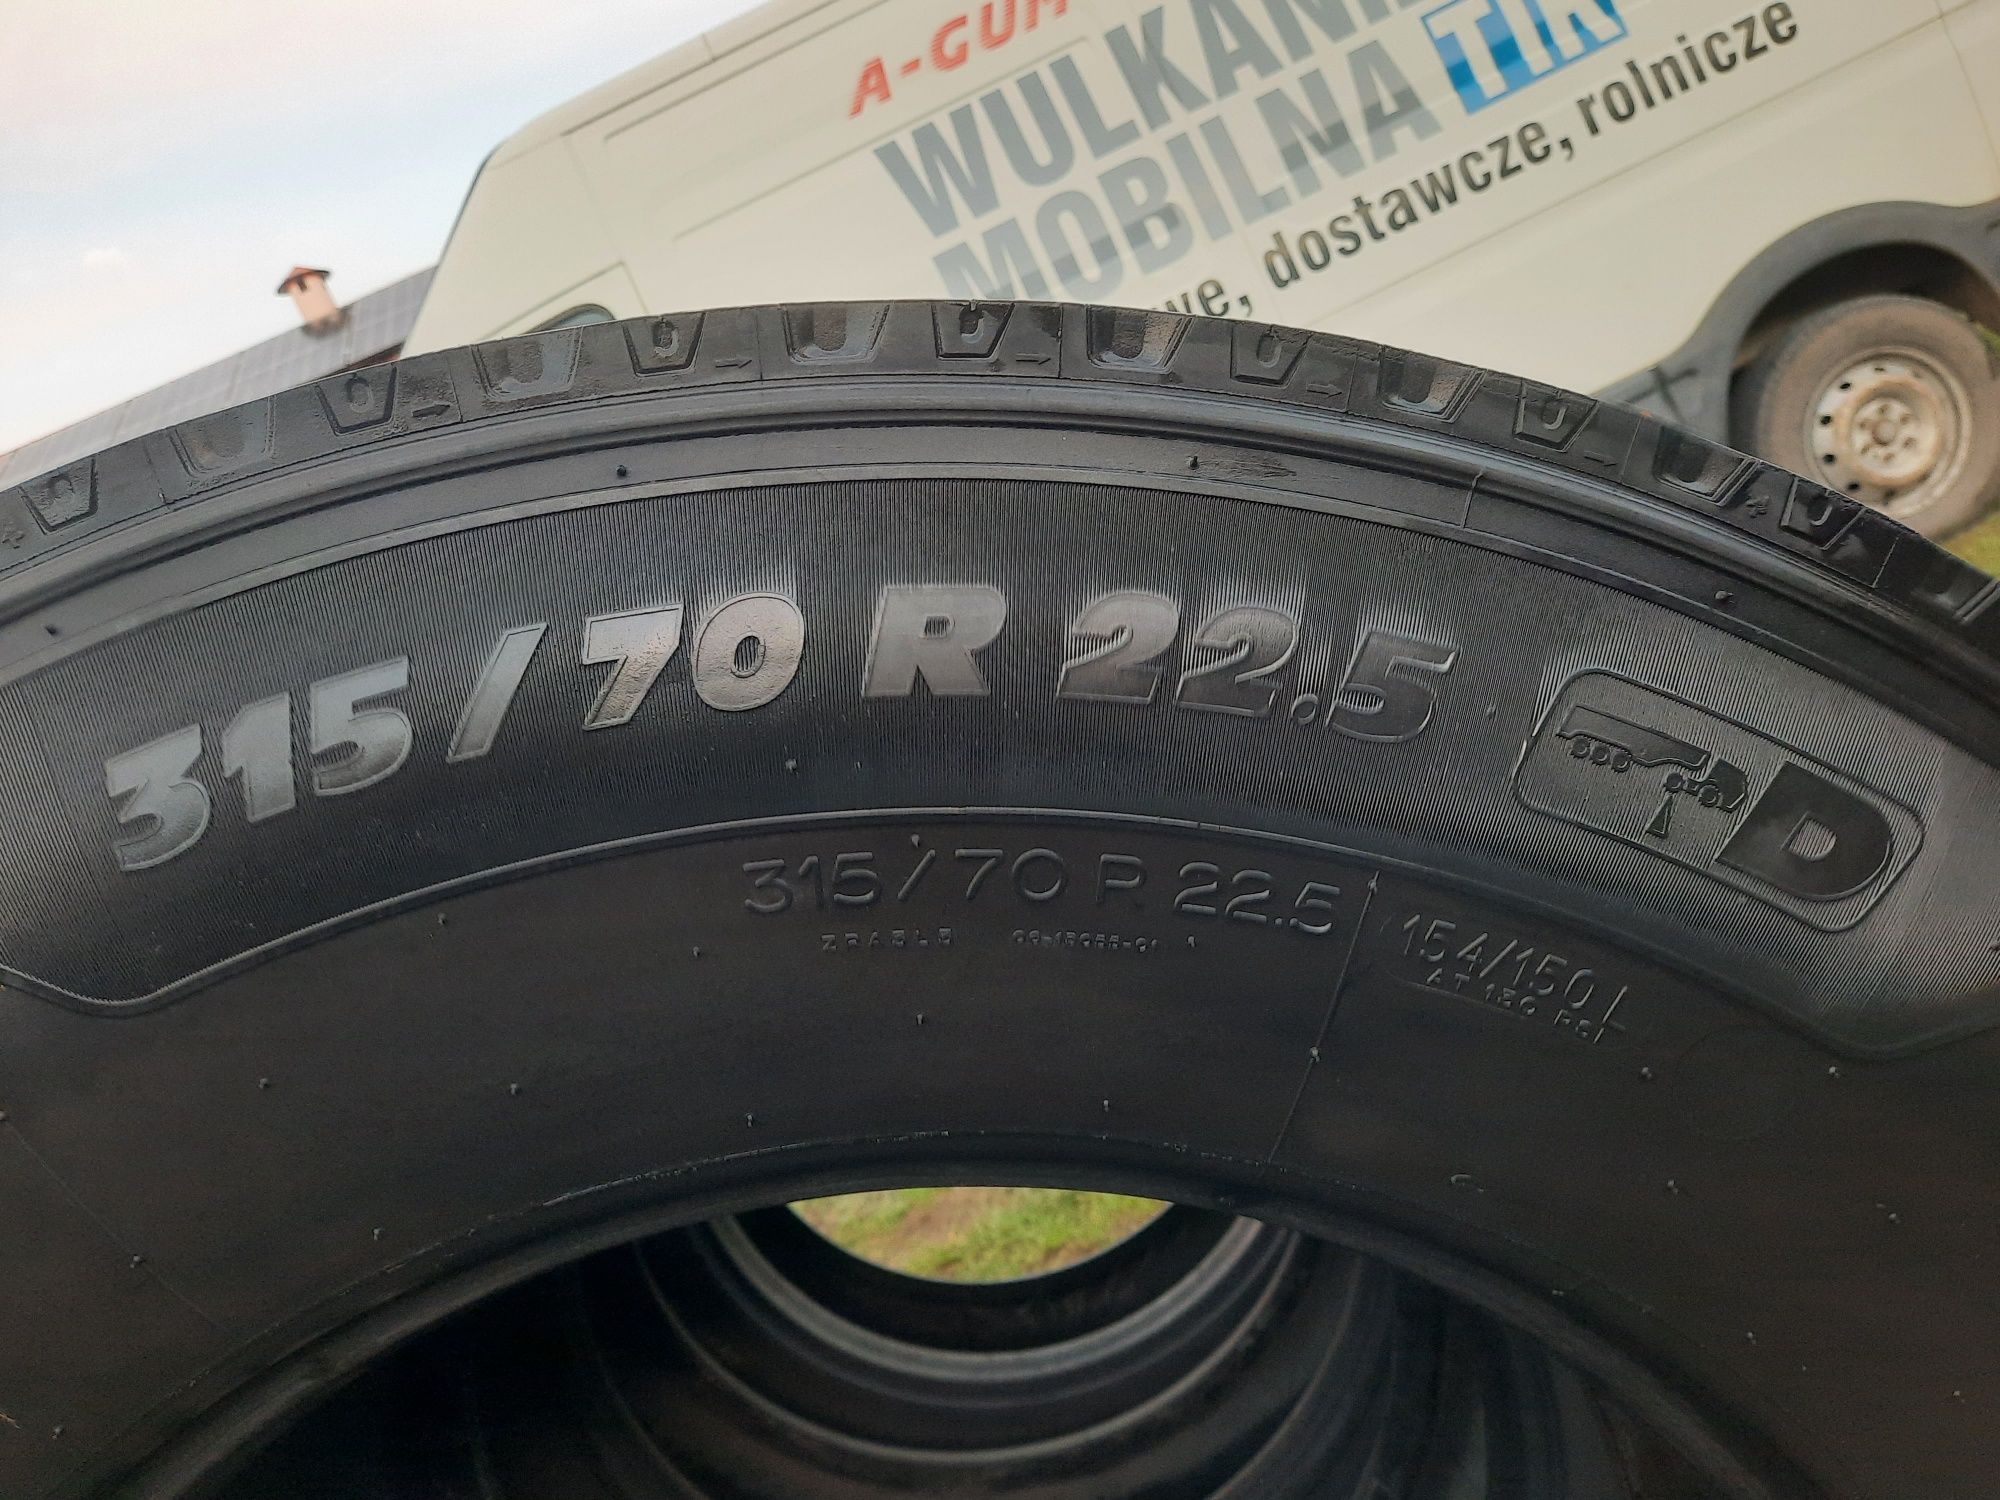 A-GUM
WULKANI
MOBILNA TIR
we, dostawcze, rolnicze
315/70 R 22.5
D
315/70 R 22.5
154/150 L